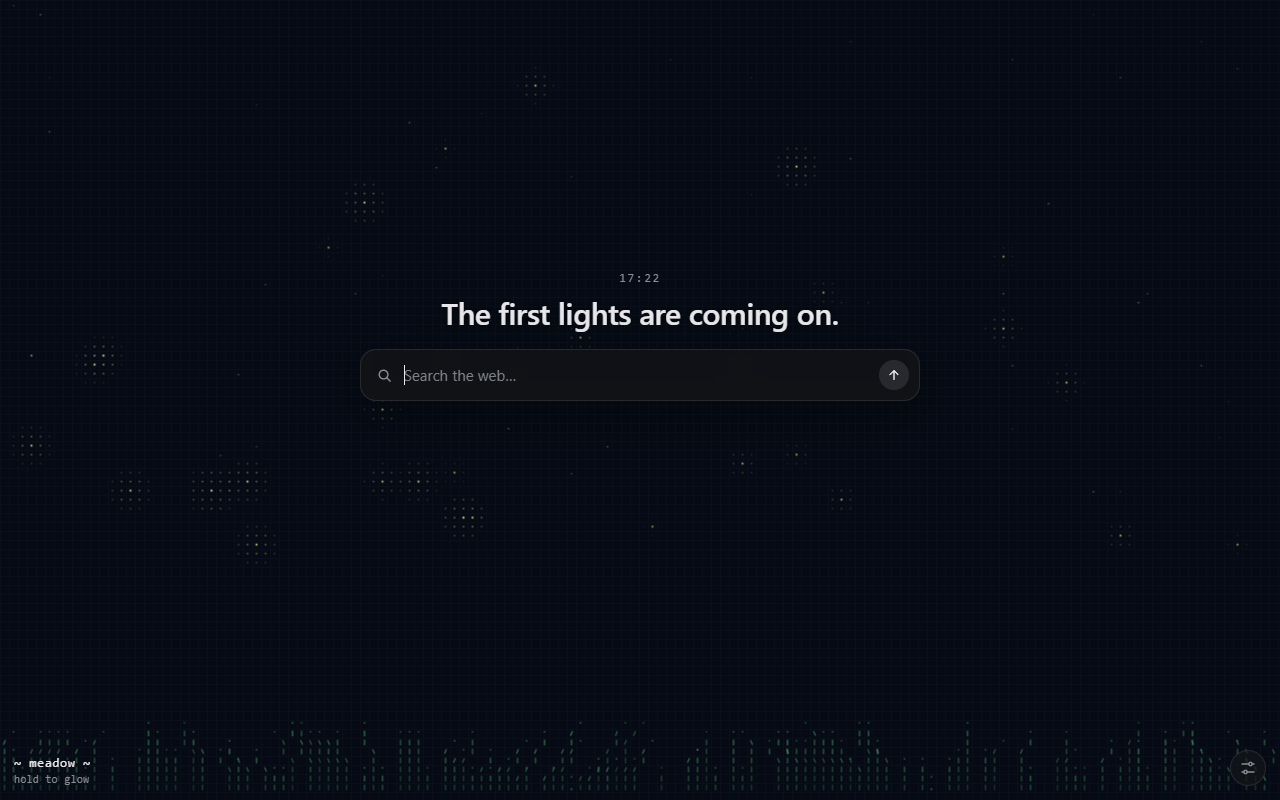 17:22
The first lights are coming on.
Search the web...
~ meadow ~
hold to glow